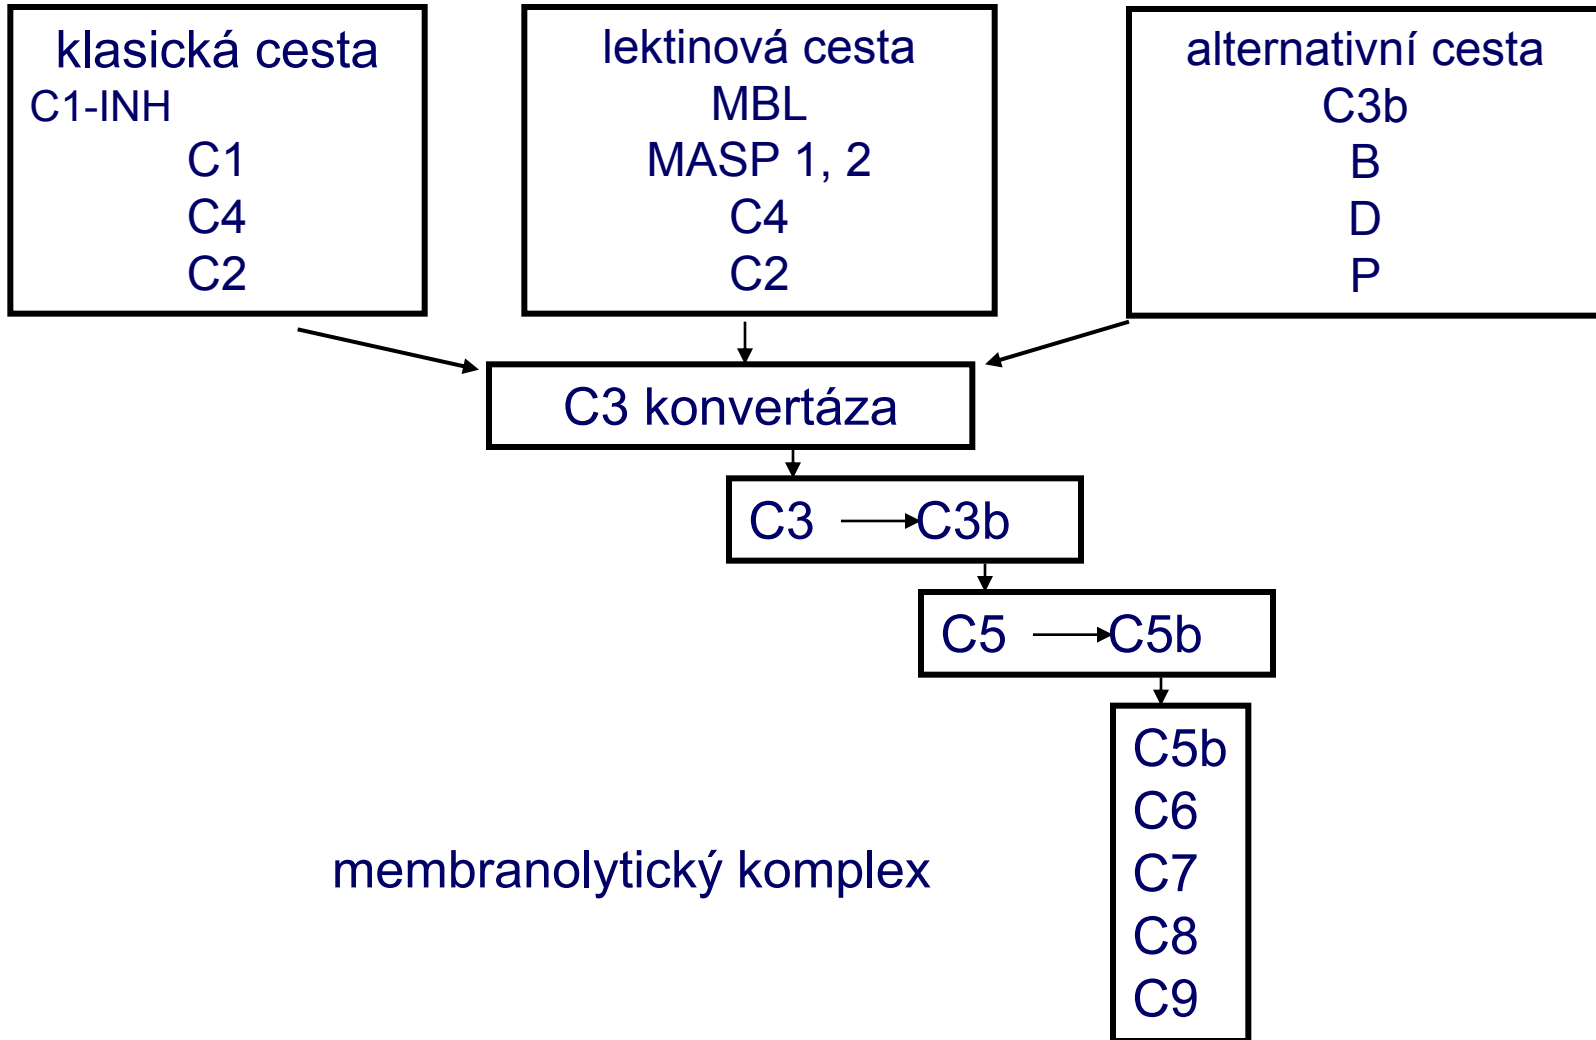 klasická cesta
C1-INH
C1
C4
C2
lektinová cesta
MBL
MASP 1, 2
C4
C2
alternativní cesta
C3b
B
D
P
C3 konvertáza
C3 C3b
C5 C5b
C5b
C6
C7
C8
C9
membranolytický komplex